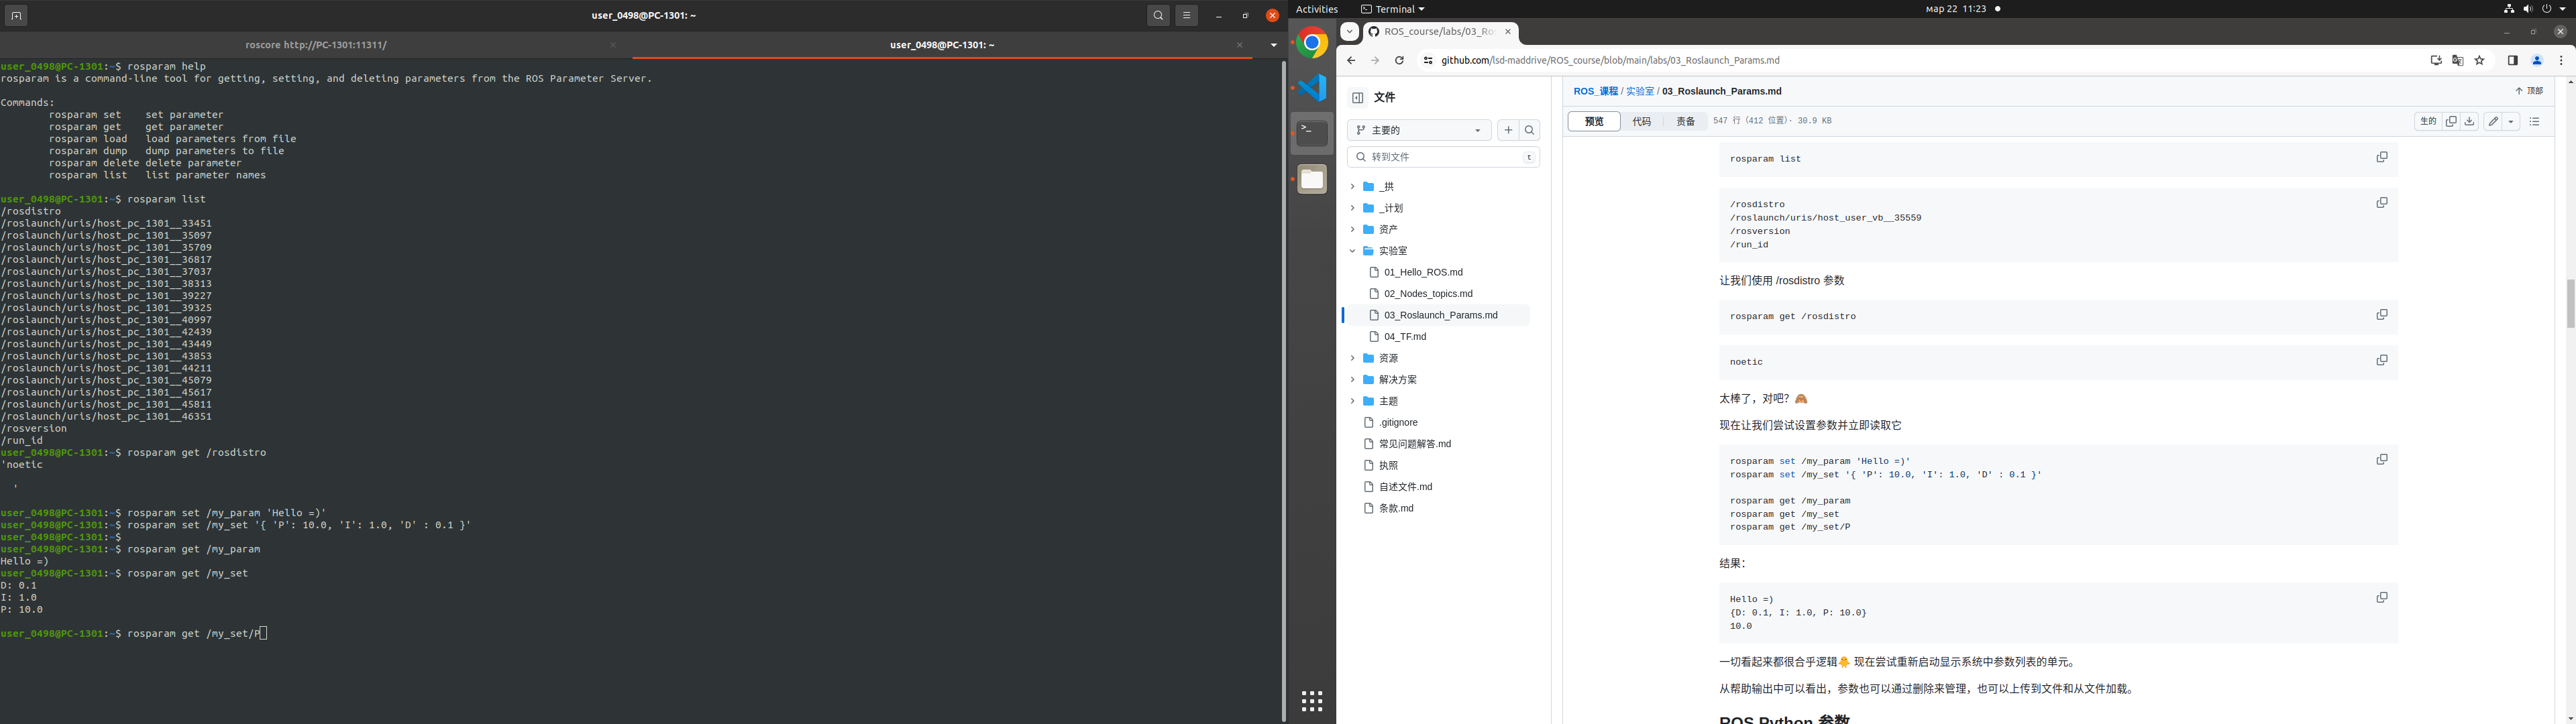 user_0498@PC-1301: ~
roscore http://PC-1301:11311/
user_0498@PC-1301: ~
user_0498@PC-1301:~$ rosparam help
rosparam is a command-line tool for getting, setting, and deleting parameters from the ROS Parameter Server.
Commands:
rosparam set    set parameter
rosparam get    get parameter
rosparam load   load parameters from file
rosparam dump   dump parameters to file
rosparam delete delete parameter
rosparam list   list parameter names
user_0498@PC-1301:~$ rosparam list
/rosdistro
/roslaunch/uris/host_pc_1301__33451
/roslaunch/uris/host_pc_1301__35097
/roslaunch/uris/host_pc_1301__35709
/roslaunch/uris/host_pc_1301__36817
/roslaunch/uris/host_pc_1301__37037
/roslaunch/uris/host_pc_1301__38313
/roslaunch/uris/host_pc_1301__39227
/roslaunch/uris/host_pc_1301__39325
/roslaunch/uris/host_pc_1301__40997
/roslaunch/uris/host_pc_1301__42439
/roslaunch/uris/host_pc_1301__43449
/roslaunch/uris/host_pc_1301__43853
/roslaunch/uris/host_pc_1301__44211
/roslaunch/uris/host_pc_1301__45079
/roslaunch/uris/host_pc_1301__45617
/roslaunch/uris/host_pc_1301__45811
/roslaunch/uris/host_pc_1301__46351
/rosversion
/run_id
user_0498@PC-1301:~$ rosparam get /rosdistro
'noetic
'
user_0498@PC-1301:~$ rosparam set /my_param 'Hello =)'
user_0498@PC-1301:~$ rosparam set /my_set '{ 'P': 10.0, 'I': 1.0, 'D' : 0.1 }'
user_0498@PC-1301:~$
user_0498@PC-1301:~$ rosparam get /my_param
Hello =)
user_0498@PC-1301:~$ rosparam get /my_set
D: 0.1
I: 1.0
P: 10.0
user_0498@PC-1301:~$ rosparam get /my_set/P
Activities
Terminal
мар 22 11:23
ROS_course/labs/03_Ro
github.com/lsd-maddrive/ROS_course/blob/main/labs/03_Roslaunch_Params.md
文件
主要的
转到文件
t
_拱
_计划
资产
实验室
01_Hello_ROS.md
02_Nodes_topics.md
03_Roslaunch_Params.md
04_TF.md
资源
解决方案
主题
.gitignore
常见问题解答.md
执照
自述文件.md
条款.md
ROS_课程 / 实验室 / 03_Roslaunch_Params.md
顶部
预览
代码
责备
547 行（412 位置）· 30.9 KB
生的
rosparam list
/rosdistro
/roslaunch/uris/host_user_vb__35559
/rosversion
/run_id
让我们使用 /rosdistro 参数
rosparam get /rosdistro
noetic
太棒了，对吧？🙈
现在让我们尝试设置参数并立即读取它
rosparam set /my_param 'Hello =)'
rosparam set /my_set '{ 'P': 10.0, 'I': 1.0, 'D' : 0.1 }'
rosparam get /my_param
rosparam get /my_set
rosparam get /my_set/P
结果：
Hello =)
{D: 0.1, I: 1.0, P: 10.0}
10.0
一切看起来都很合乎逻辑🐥 现在尝试重新启动显示系统中参数列表的单元。
从帮助输出中可以看出，参数也可以通过删除来管理，也可以上传到文件和从文件加载。
ROS Python 参数